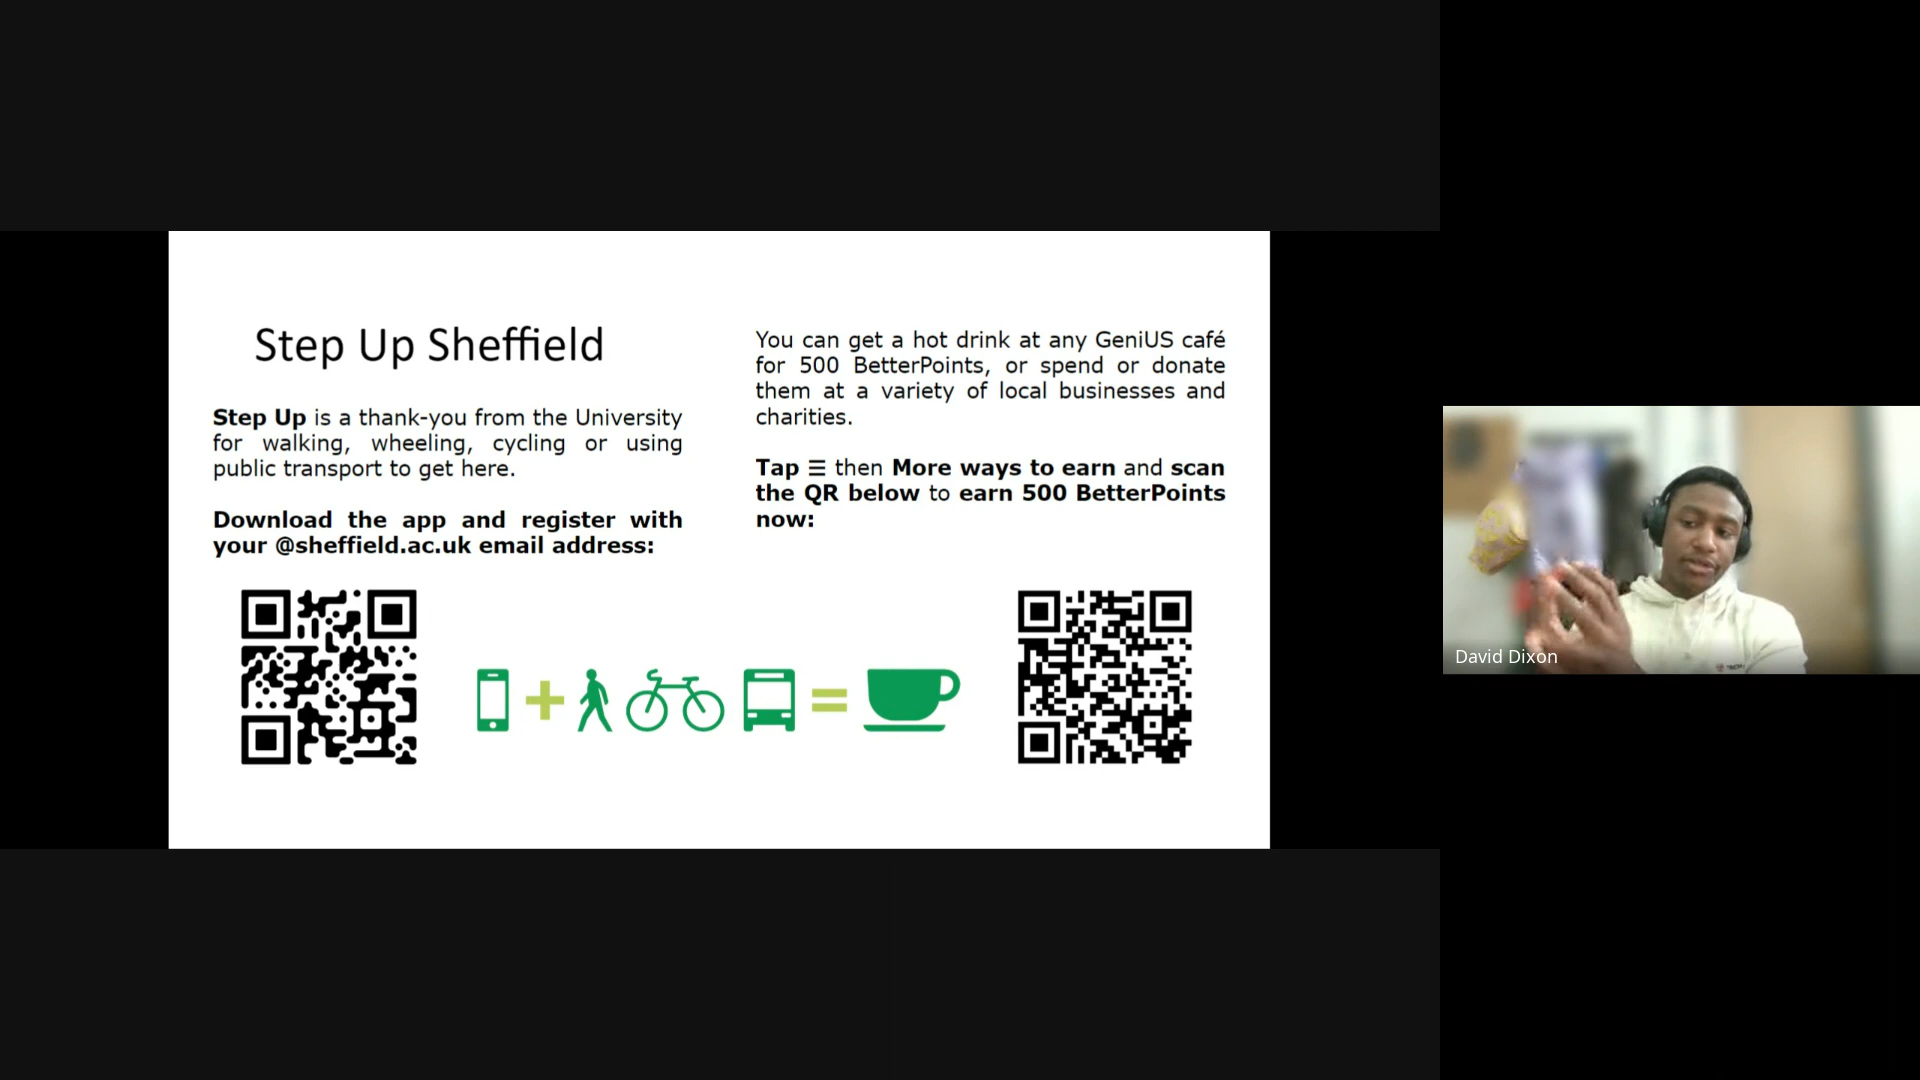 Step Up Sheffield
Step Up is a thank-you from the University
for walking, wheeling, cycling or using
public transport to get here.
Download the app and register with
your @sheffield.ac.uk email address:
You can get a hot drink at any GeniUS café
for 500 BetterPoints, or spend or donate
them at a variety of local businesses and
charities.
Tap ☰ then More ways to earn and scan
the QR below to earn 500 BetterPoints
now:
David Dixon